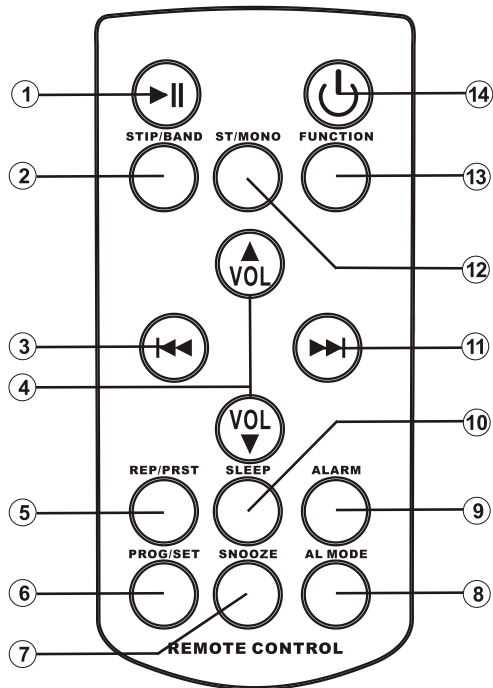 1
14
STIP/BAND ST/MONO FUNCTION
2
13
VOL
12
3
11
4
VOL
10
REP/PRST SLEEP ALARM
5
9
PROG/SET SNOOZE AL MODE
6
8
7
REMOTE CONTROL